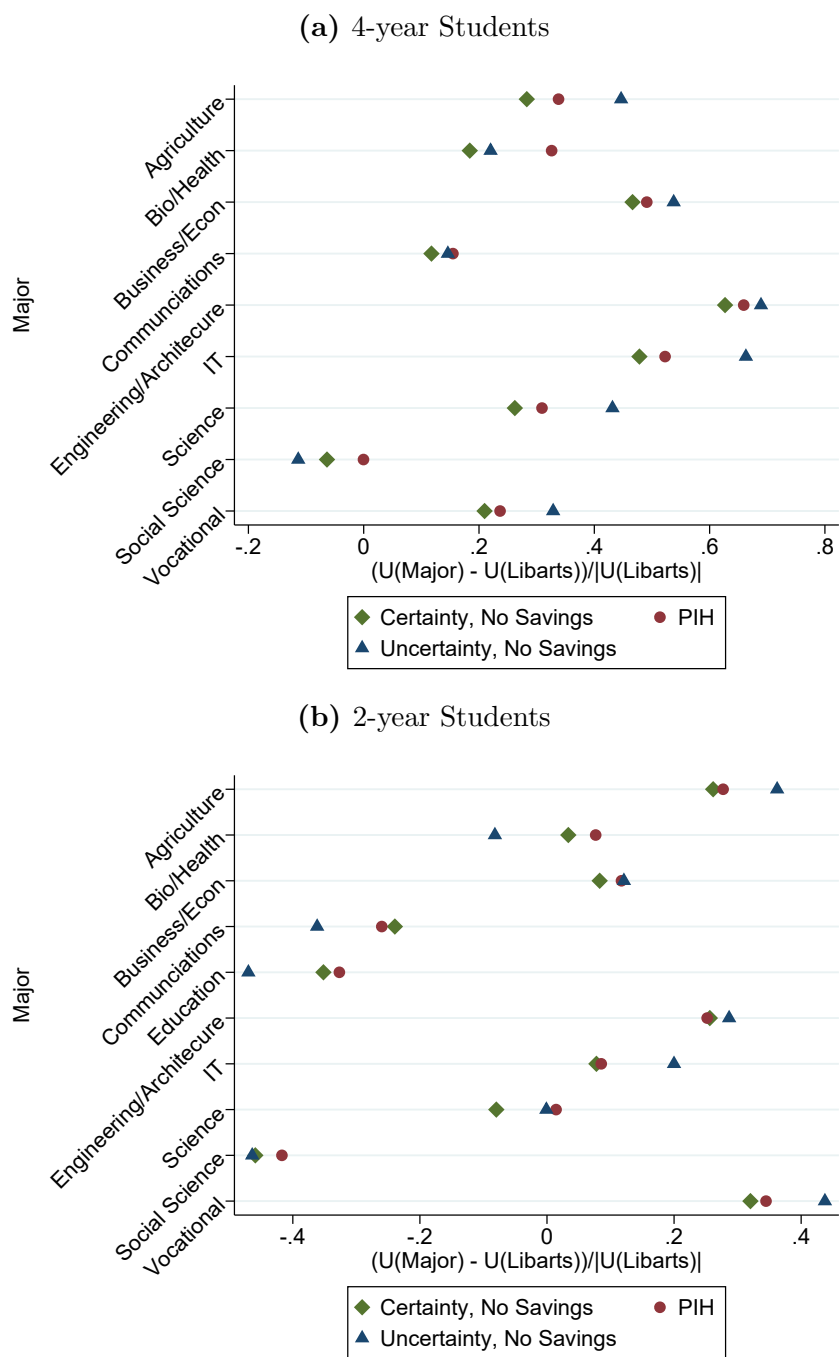 (a) 4-year Students
Major
Agriculture
Bio/Health
Business/Econ
Communciations
Engineering/Architecure
IT
Science
Social Science
Vocational
-.2 0 .2 .4 .6 .8
(U(Major) - U(Libarts))/|U(Libarts)|
Certainty, No Savings PIH
Uncertainty, No Savings
(b) 2-year Students
Major
Agriculture
Bio/Health
Business/Econ
Communciations
Education
Engineering/Architecure
IT
Science
Social Science
Vocational
-.4 -.2 0 .2 .4
(U(Major) - U(Libarts))/|U(Libarts)|
Certainty, No Savings PIH
Uncertainty, No Savings